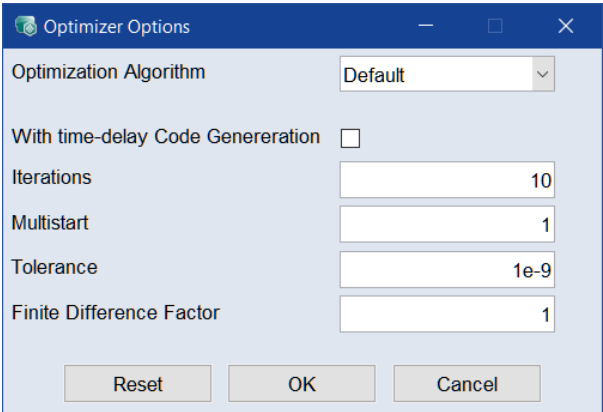 Optimizer Options
Optimization Algorithm Default
With time-delay Code Genereration
Iterations 10
Multistart 1
Tolerance 1e-9
Finite Difference Factor 1
Reset OK Cancel